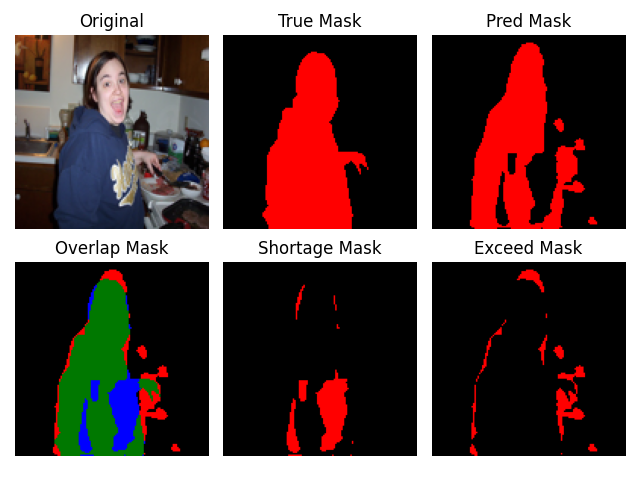 Original
True Mask
Pred Mask
Overlap Mask
Shortage Mask
Exceed Mask